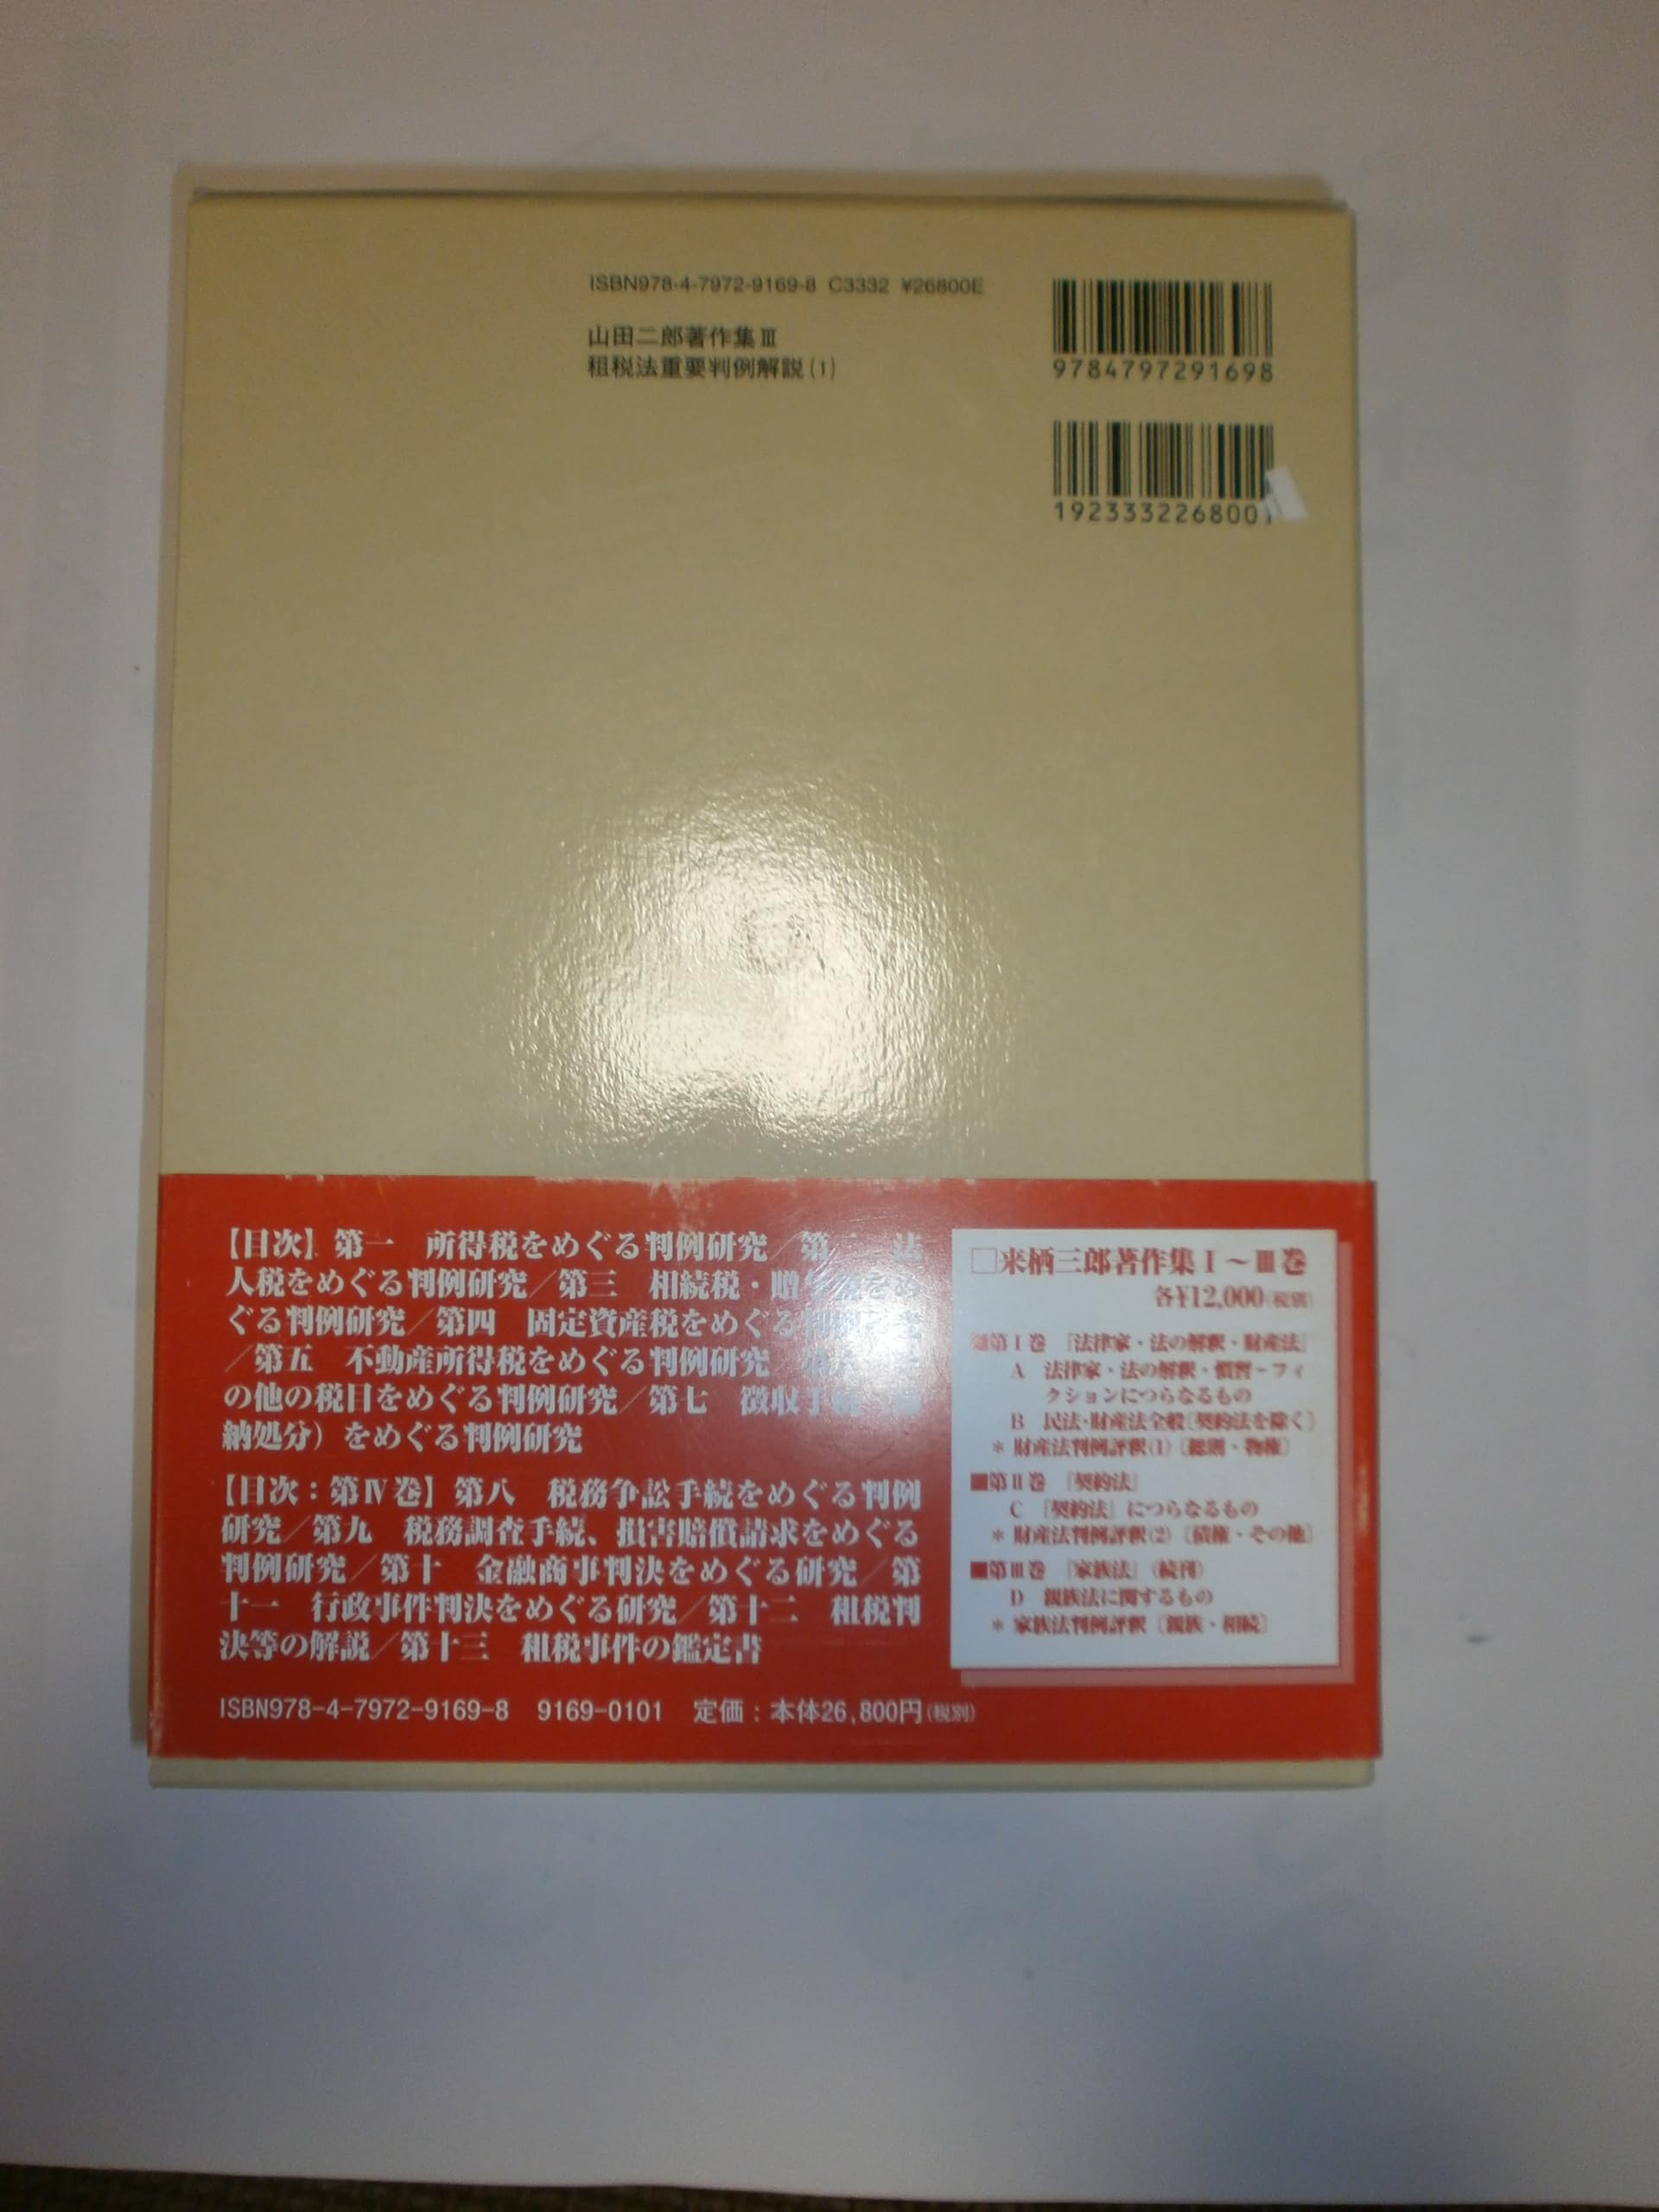 ISBN978-4-7972-9169-8 C3332 ¥26800E
山田二郎著作集Ⅲ
租税法重要判例解説(1)
9784797291698
192333226800
【目次】第一 所得税をめぐる判例研究／第二 法
人税をめぐる判例研究／第三 相続税・贈
ぐる判例研究／第四 固定資産税をめぐる
／第五 不動産所得税をめぐる判例研究
の他の税目をめぐる判例研究／第七 徴収手
納処分）をめぐる判例研究
【目次：第Ⅳ巻】第八 税務争訟手続をめぐる判例
研究／第九 税務調査手続、損害賠償請求をめぐる
判例研究／第十 金融商事判決をめぐる研究／第
十一 行政事件判決をめぐる研究／第十二 租税判
決等の解説／第十三 租税事件の鑑定書
ISBN978-4-7972-9169-8 9169-0101 定価：本体26,800円(税別)
□来栖三郎著作集Ⅰ～Ⅲ巻
各¥12,000(税別)
■第Ⅰ巻 『法律家・法の解釈・財産法』
A 法律家・法の解釈・慣習－フィ
クションにつらなるもの
B 民法・財産法全般〔契約法を除く〕
＊ 財産法判例評釈(1)〔総則・物権〕
■第Ⅱ巻 『契約法』
C 『契約法』につらなるもの
＊ 財産法判例評釈(2)〔債権・その他〕
■第Ⅲ巻 『家族法』(続刊)
D 親族法に関するもの
＊ 家族法判例評釈〔親族・相続〕